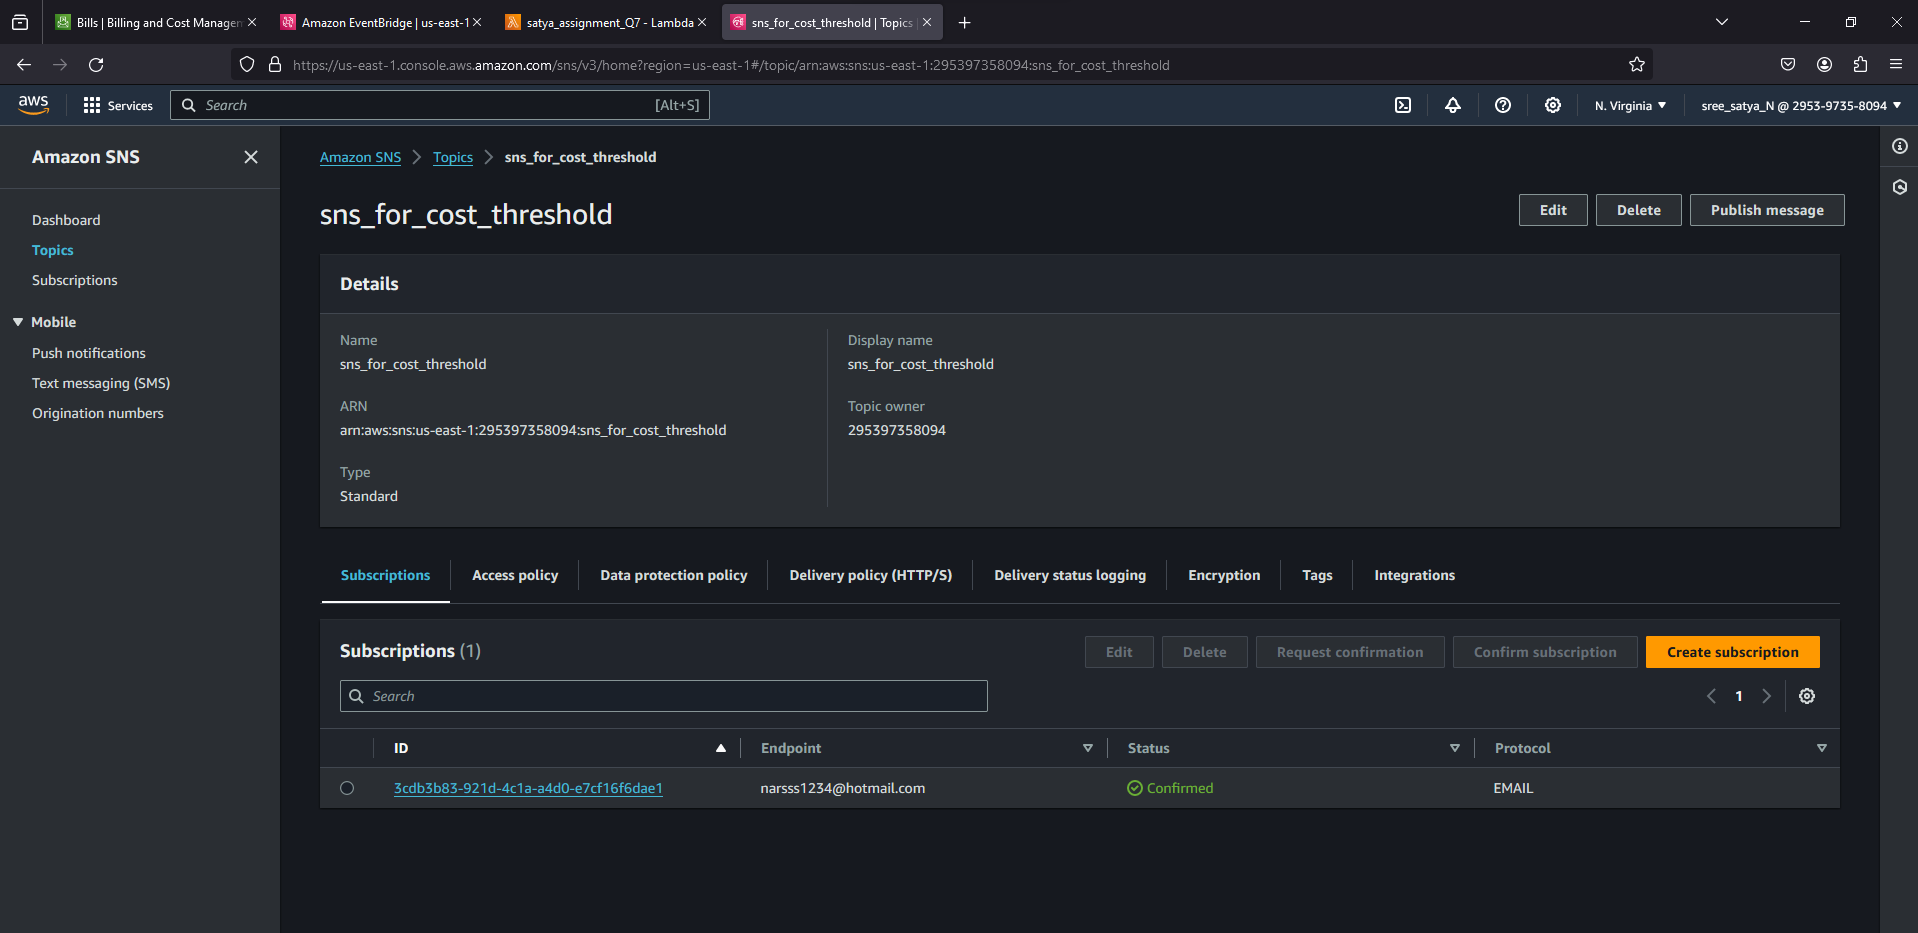 Bills | Billing and Cost Managem
Amazon EventBridge | us-east-1
satya_assignment_Q7 - Lambda
sns_for_cost_threshold | Topics |
https://us-east-1.console.aws.amazon.com/sns/v3/home?region=us-east-1#/topic/arn:aws:sns:us-east-1:295397358094:sns_for_cost_threshold
aws
Services
Search
[Alt+S]
N. Virginia
sree_satya_N @ 2953-9735-8094
Amazon SNS
Dashboard
Topics
Subscriptions
Mobile
Push notifications
Text messaging (SMS)
Origination numbers
Amazon SNS
Topics
sns_for_cost_threshold
sns_for_cost_threshold
Edit
Delete
Publish message
Details
Name
sns_for_cost_threshold
ARN
arn:aws:sns:us-east-1:295397358094:sns_for_cost_threshold
Type
Standard
Display name
sns_for_cost_threshold
Topic owner
295397358094
Subscriptions
Access policy
Data protection policy
Delivery policy (HTTP/S)
Delivery status logging
Encryption
Tags
Integrations
Subscriptions (1)
Edit
Delete
Request confirmation
Confirm subscription
Create subscription
Search
1
ID
Endpoint
Status
Protocol
3cdb3b83-921d-4c1a-a4d0-e7cf16f6dae1
narsss1234@hotmail.com
Confirmed
EMAIL